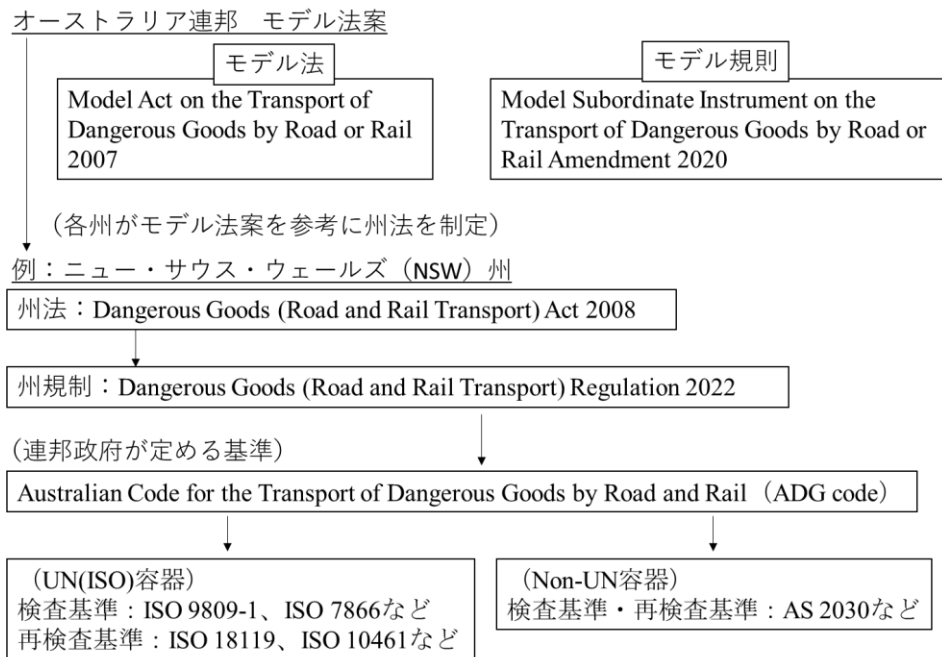 オーストラリア連邦　モデル法案
モデル法
Model Act on the Transport of
Dangerous Goods by Road or Rail
2007
モデル規則
Model Subordinate Instrument on the
Transport of Dangerous Goods by Road or
Rail Amendment 2020
（各州がモデル法案を参考に州法を制定）
例：ニュー・サウス・ウェールズ（NSW）州
州法：Dangerous Goods (Road and Rail Transport) Act 2008
州規制：Dangerous Goods (Road and Rail Transport) Regulation 2022
（連邦政府が定める基準）
Australian Code for the Transport of Dangerous Goods by Road and Rail（ADG code）
（UN(ISO)容器）
検査基準：ISO 9809-1、ISO 7866など
再検査基準：ISO 18119、ISO 10461など
（Non-UN容器）
検査基準・再検査基準：AS 2030など